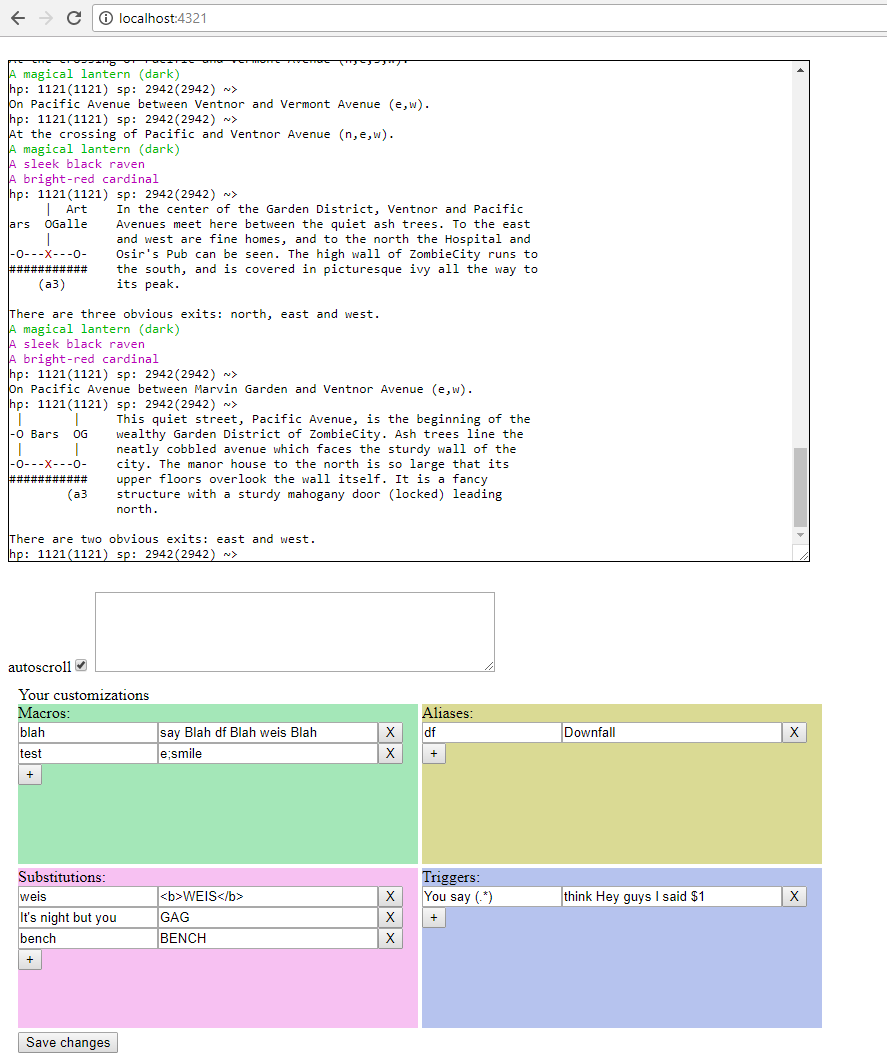 localhost:4321
At the crossing of Pacific and Vermont Avenue (n,e,s,w).
A magical lantern (dark)
hp: 1121(1121) sp: 2942(2942) ~>
On Pacific Avenue between Ventnor and Vermont Avenue (e,w).
hp: 1121(1121) sp: 2942(2942) ~>
At the crossing of Pacific and Ventnor Avenue (n,e,w).
A magical lantern (dark)
A sleek black raven
A bright-red cardinal
hp: 1121(1121) sp: 2942(2942) ~>
     |  Art    In the center of the Garden District, Ventnor and Pacific
ars  OGalle    Avenues meet here between the quiet ash trees. To the east
     |         and west are fine homes, and to the north the Hospital and
-O---X---O-    Osir's Pub can be seen. The high wall of ZombieCity runs to
###########    the south, and is covered in picturesque ivy all the way to
    (a3)       its peak.
There are three obvious exits: north, east and west.
A magical lantern (dark)
A sleek black raven
A bright-red cardinal
hp: 1121(1121) sp: 2942(2942) ~>
On Pacific Avenue between Marvin Garden and Ventnor Avenue (e,w).
hp: 1121(1121) sp: 2942(2942) ~>
 |       |     This quiet street, Pacific Avenue, is the beginning of the
-O Bars  OG    wealthy Garden District of ZombieCity. Ash trees line the
 |       |     neatly cobbled avenue which faces the sturdy wall of the
-O---X---O-    city. The manor house to the north is so large that its
###########    upper floors overlook the wall itself. It is a fancy
        (a3    structure with a sturdy mahogany door (locked) leading
               north.
There are two obvious exits: east and west.
hp: 1121(1121) sp: 2942(2942) ~>
autoscroll
Your customizations
Macros:
blah say Blah df Blah weis Blah X
test e;smile X
+
Aliases:
df Downfall X
+
Substitutions:
weis <b>WEIS</b> X
It's night but you GAG X
bench BENCH X
+
Triggers:
You say (.*) think Hey guys I said $1 X
+
Save changes